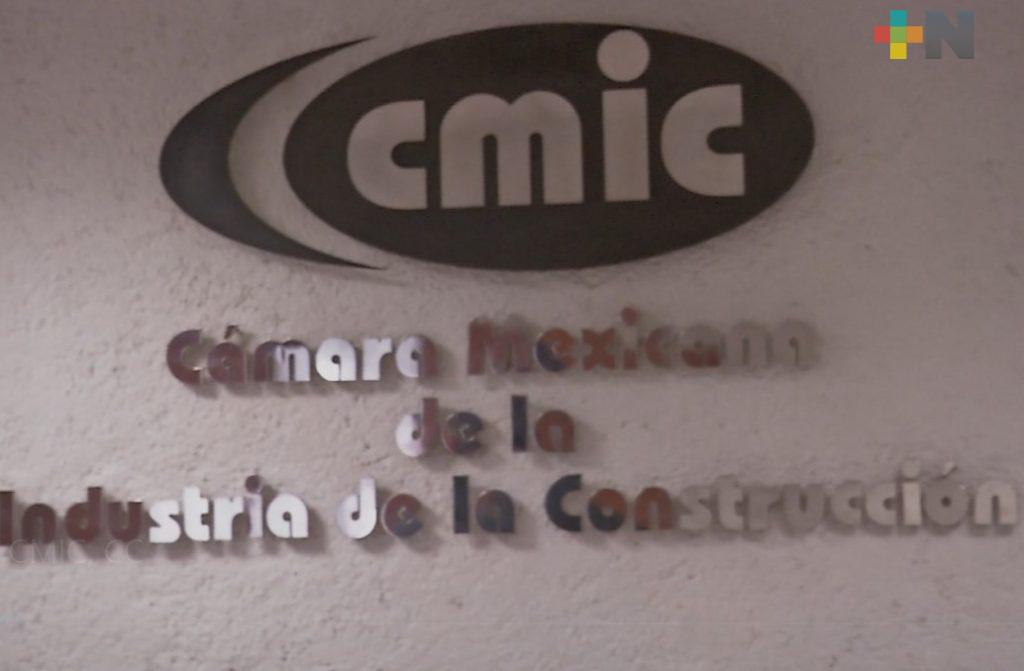 +N
cmic
Cámara Mexicana
de la
Industria de la Construcción